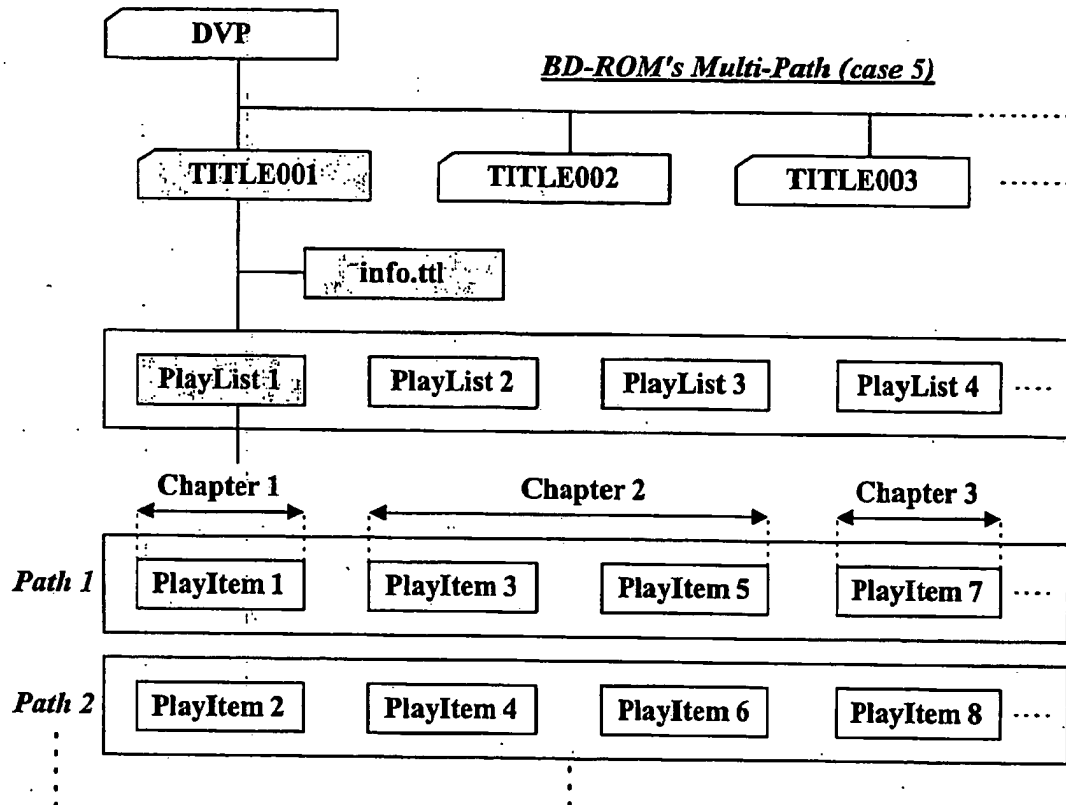 DVP
BD-ROM's Multi-Path (case 5)
TITLE001
TITLE002
TITLE003
info.ttl
PlayList 1
PlayList 2
PlayList 3
PlayList 4
Chapter 1
Chapter 2
Chapter 3
Path 1
PlayItem 1
PlayItem 3
PlayItem 5
PlayItem 7
Path 2
PlayItem 2
PlayItem 4
PlayItem 6
PlayItem 8